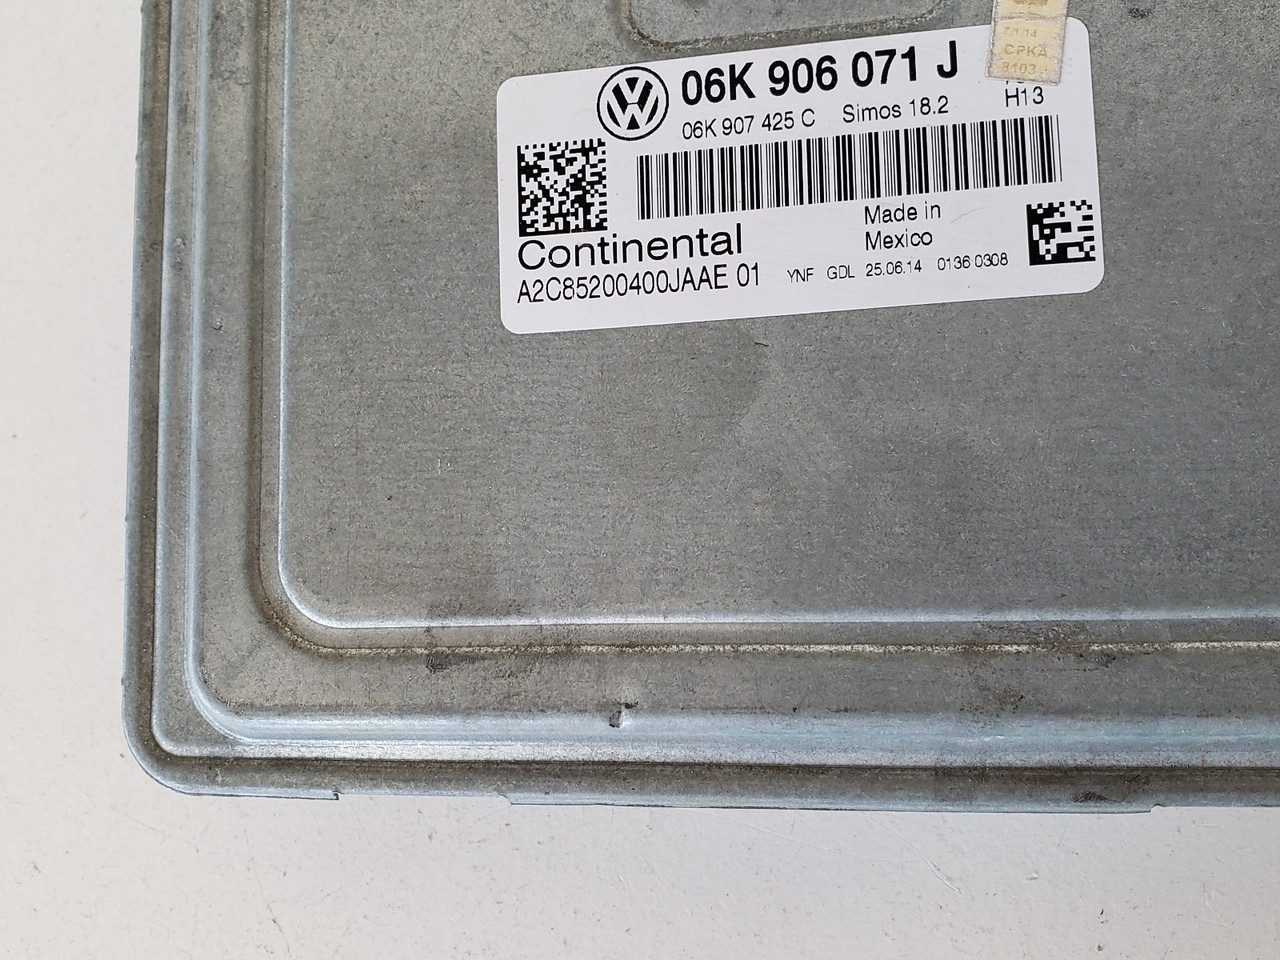 06K 906 071 J
06K 907 425 C Simos 18.2 H13
Continental
Made in
Mexico
A2C85200400JAAE 01 YNF GDL 25.06.14 0136 0308
CPKA
8103